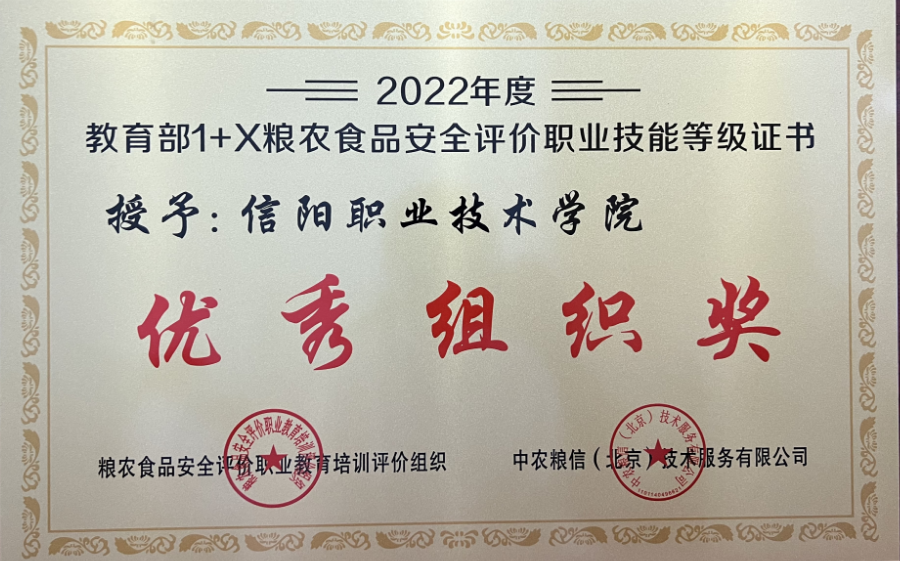 2022年度
教育部1+X粮农食品安全评价职业技能等级证书
授予：信阳职业技术学院
优秀组织奖
粮农食品安全评价职业教育培训评价组织
中农粮信（北京）技术服务有限公司